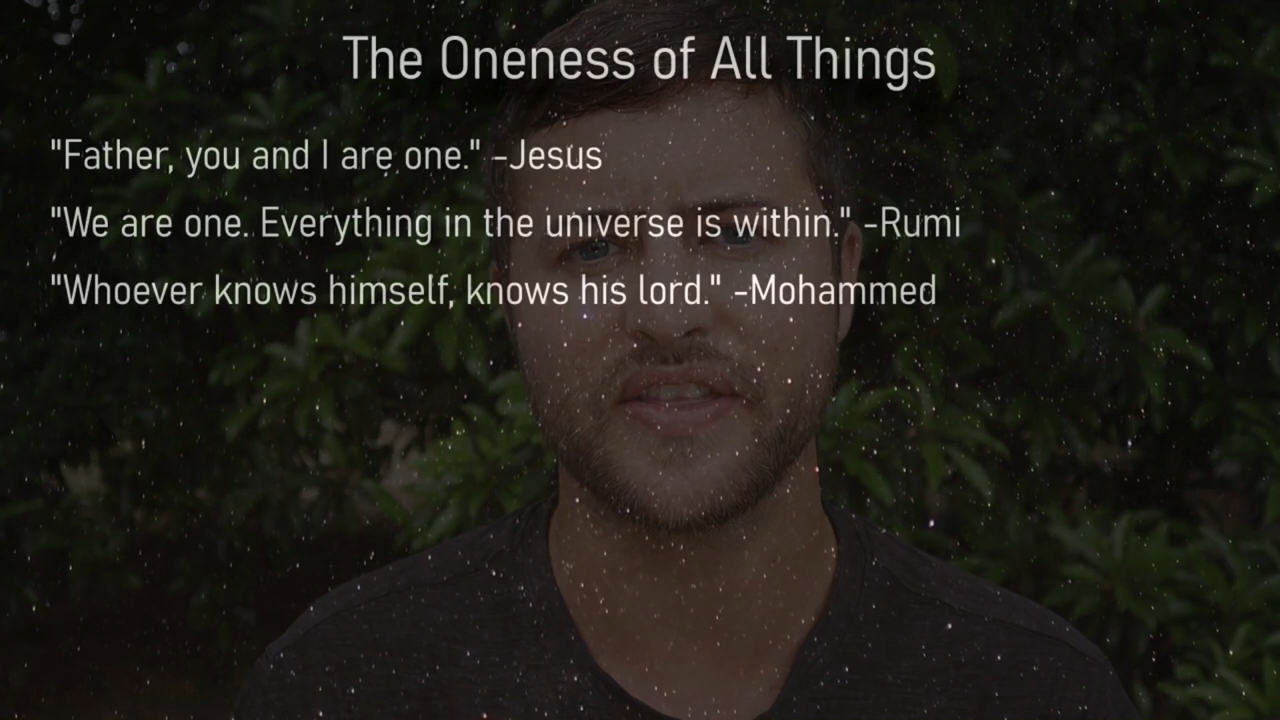 The Oneness of All Things
"Father, you and I are one." -Jesus
"We are one. Everything in the universe is within." -Rumi
"Whoever knows himself, knows his lord." -Mohammed